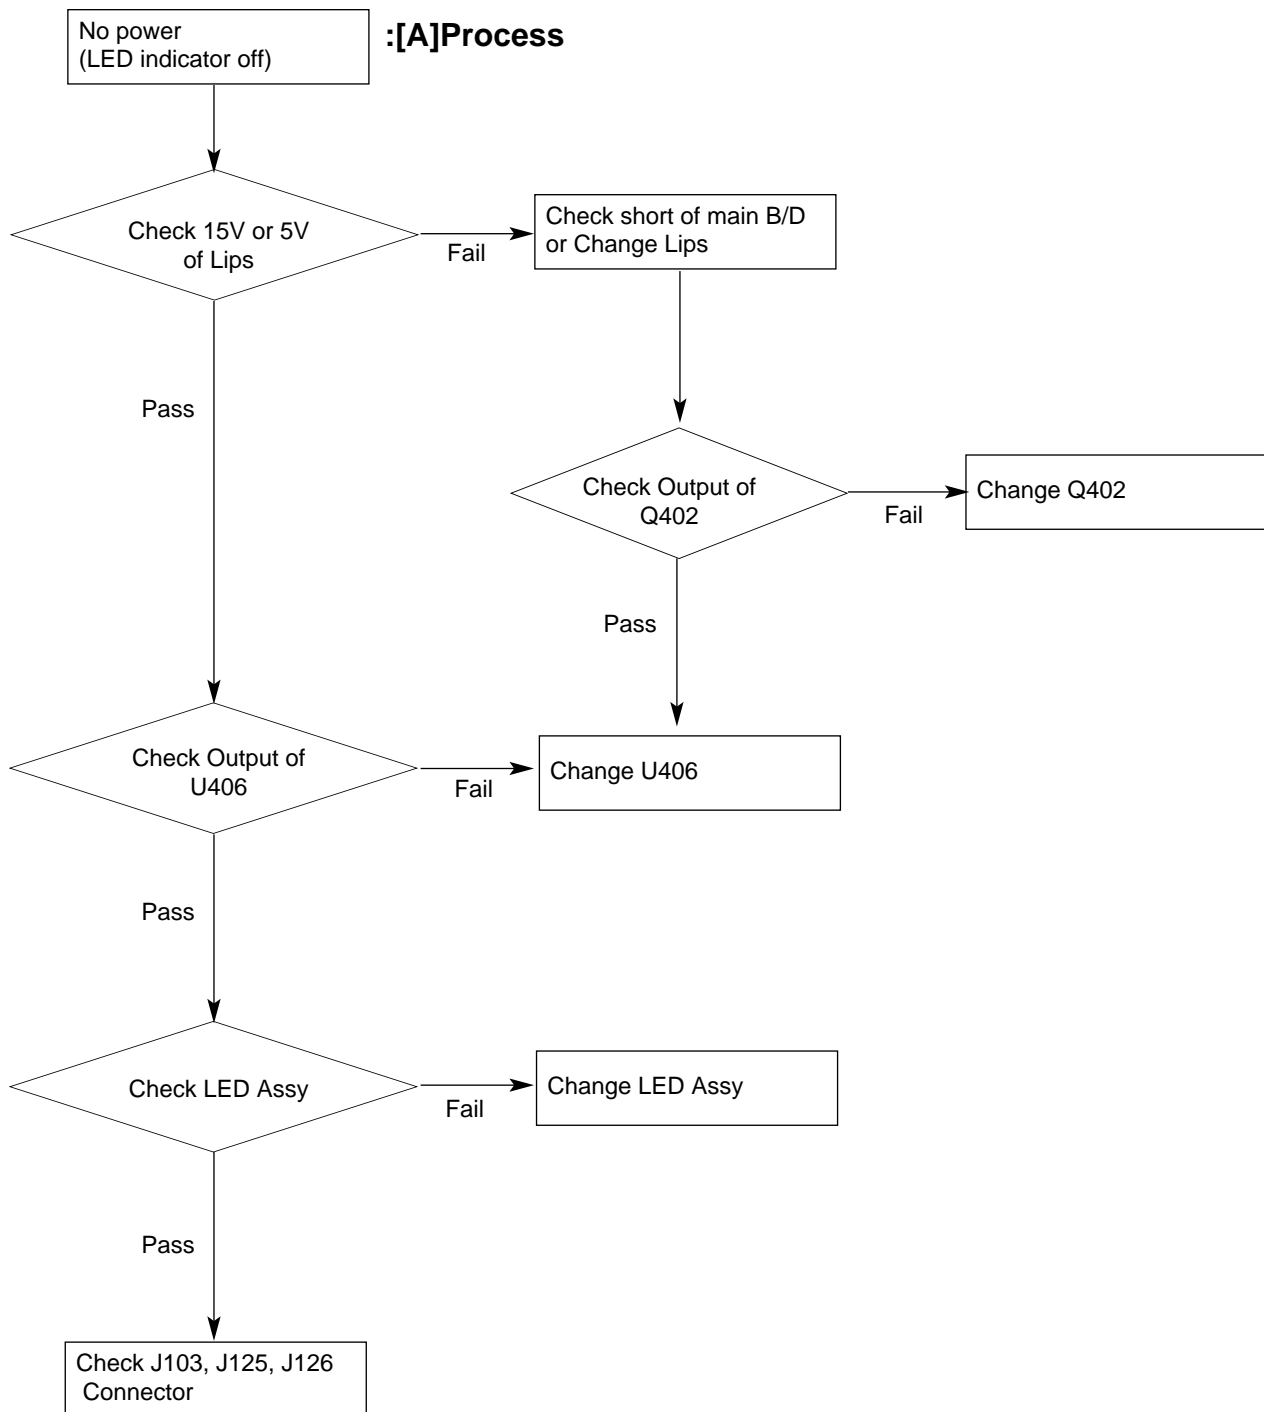 No power
(LED indicator off)
:[A]Process
Check 15V or 5V
of Lips
Fail
Check short of main B/D
or Change Lips
Pass
Check Output of
Q402
Fail
Change Q402
Pass
Check Output of
U406
Fail
Change U406
Pass
Check LED Assy
Fail
Change LED Assy
Pass
Check J103, J125, J126
Connector